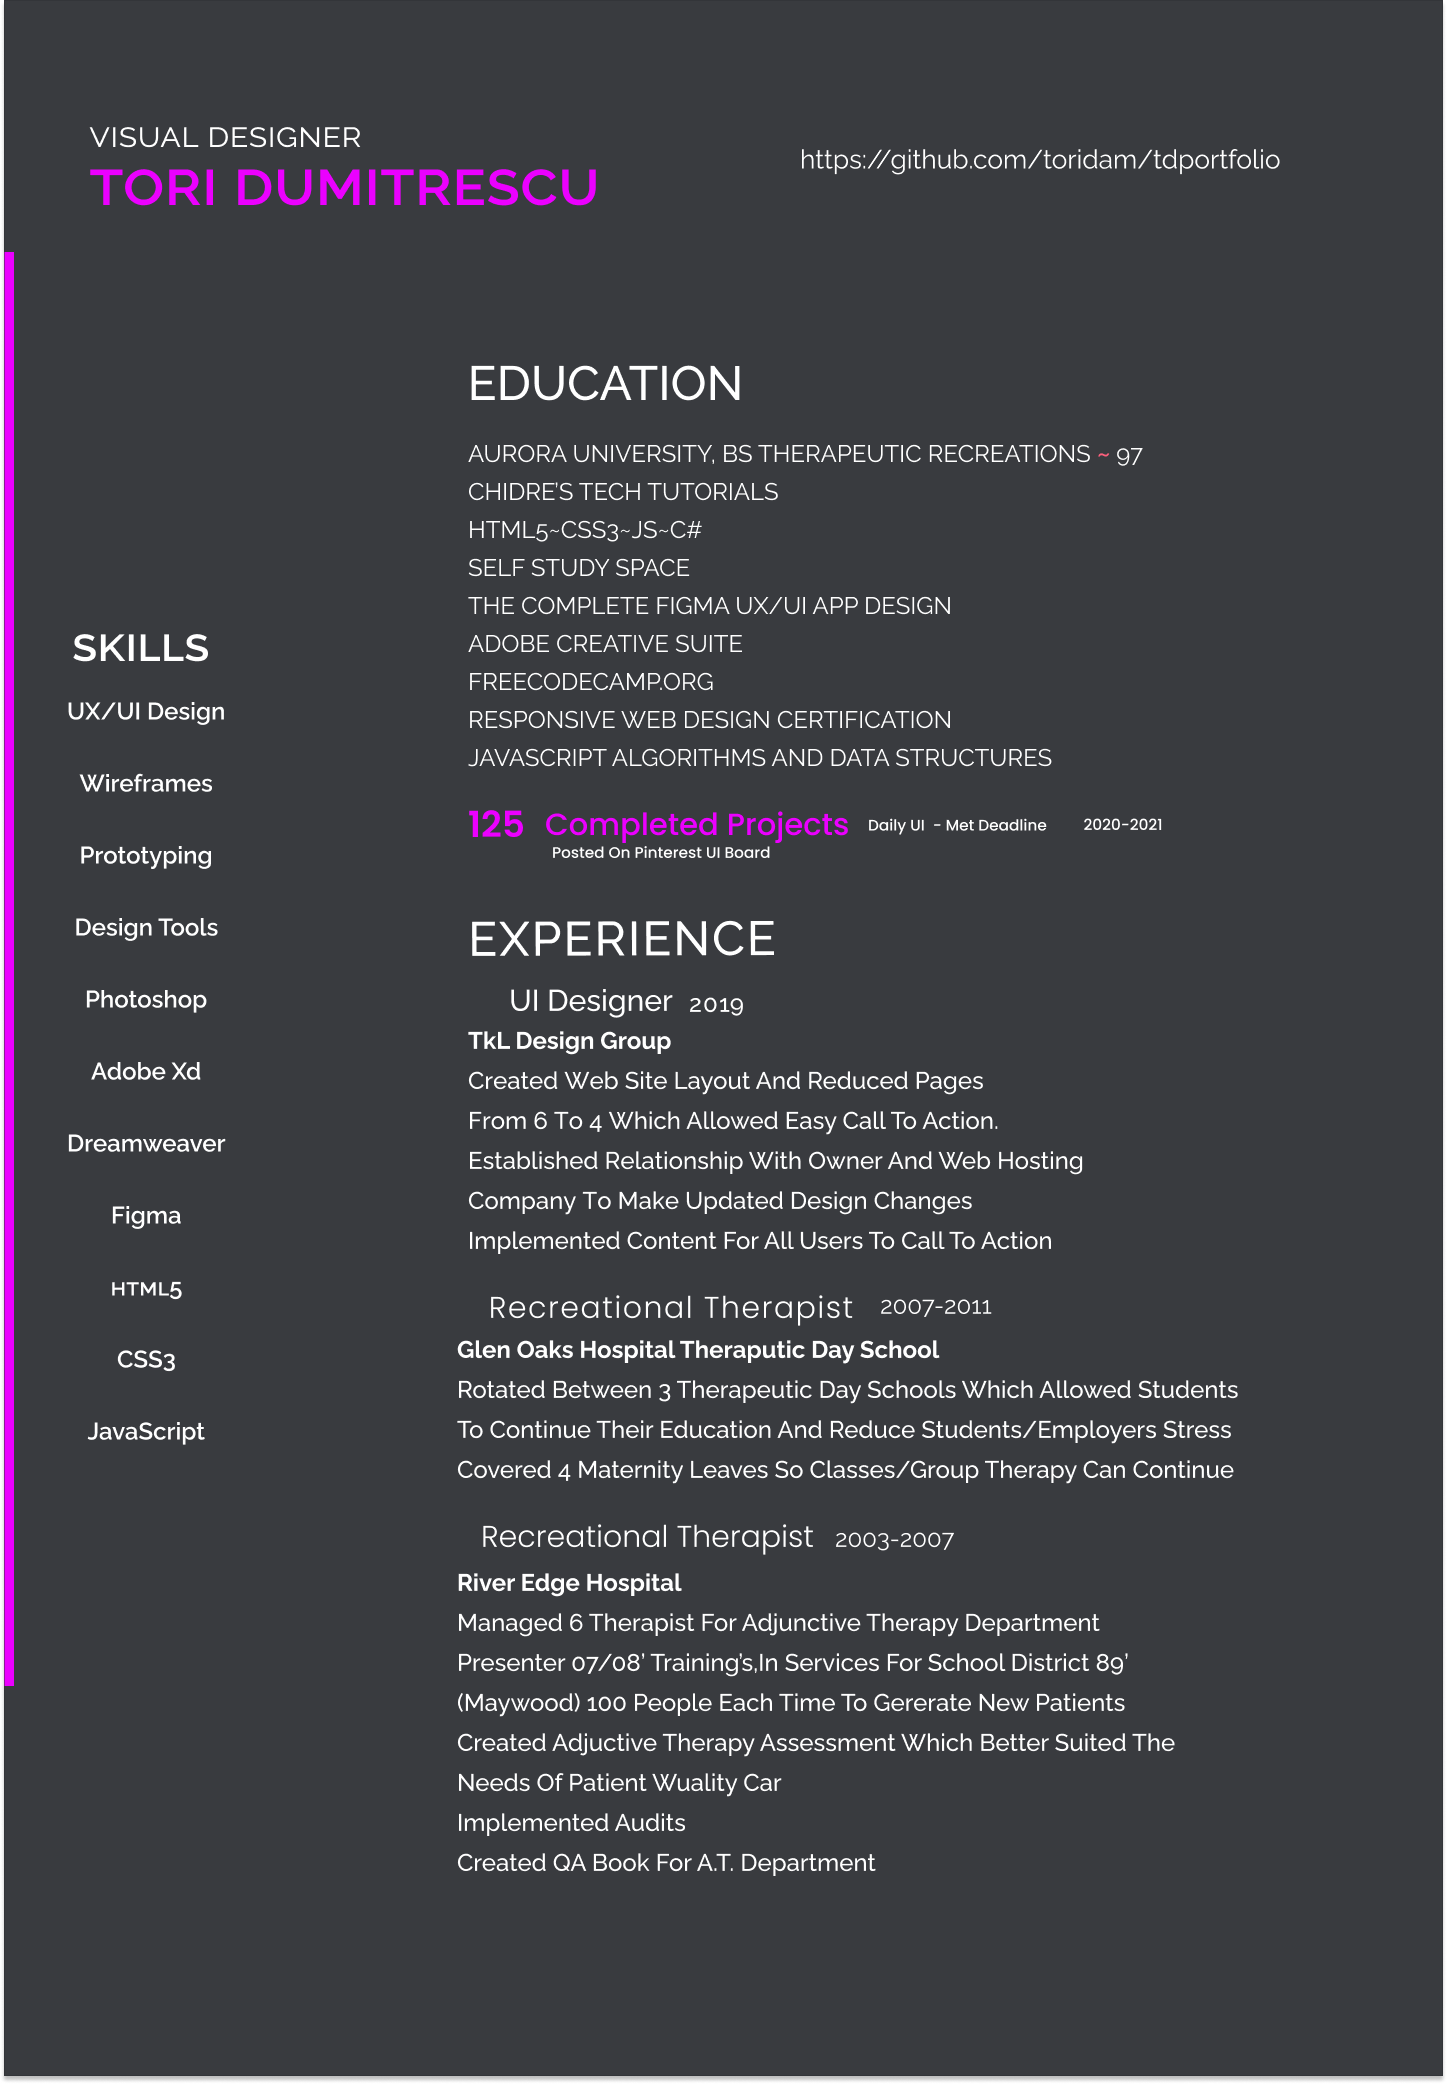 VISUAL DESIGNER
TORI DUMITRESCU
https://github.com/toridam/tdportfolio
SKILLS
UX/UI Design
Wireframes
Prototyping
Design Tools
Photoshop
Adobe Xd
Dreamweaver
Figma
HTML5
CSS3
JavaScript
EDUCATION
AURORA UNIVERSITY, BS THERAPEUTIC RECREATIONS ~ 97
CHIDRE’S TECH TUTORIALS
HTML5~CSS3~JS~C#
SELF STUDY SPACE
THE COMPLETE FIGMA UX/UI APP DESIGN
ADOBE CREATIVE SUITE
FREECODECAMP.ORG
RESPONSIVE WEB DESIGN CERTIFICATION
JAVASCRIPT ALGORITHMS AND DATA STRUCTURES
125 Completed Projects Daily UI - Met Deadline 2020-2021
Posted On Pinterest UI Board
EXPERIENCE
UI Designer 2019
TkL Design Group
Created Web Site Layout And Reduced Pages
From 6 To 4 Which Allowed Easy Call To Action.
Established Relationship With Owner And Web Hosting
Company To Make Updated Design Changes
Implemented Content For All Users To Call To Action
Recreational Therapist 2007-2011
Glen Oaks Hospital Theraputic Day School
Rotated Between 3 Therapeutic Day Schools Which Allowed Students
To Continue Their Education And Reduce Students/Employers Stress
Covered 4 Maternity Leaves So Classes/Group Therapy Can Continue
Recreational Therapist 2003-2007
River Edge Hospital
Managed 6 Therapist For Adjunctive Therapy Department
Presenter 07/08’ Training’s,In Services For School District 89’
(Maywood) 100 People Each Time To Gererate New Patients
Created Adjuctive Therapy Assessment Which Better Suited The
Needs Of Patient Wuality Car
Implemented Audits
Created QA Book For A.T. Department